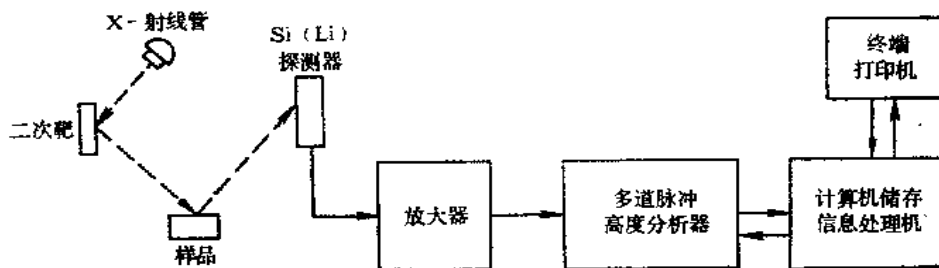 X-射线管
Si(Li)
探测器
终端
打印机
二次靶
样品
放大器
多道脉冲
高度分析器
计算机储存
信息处理机